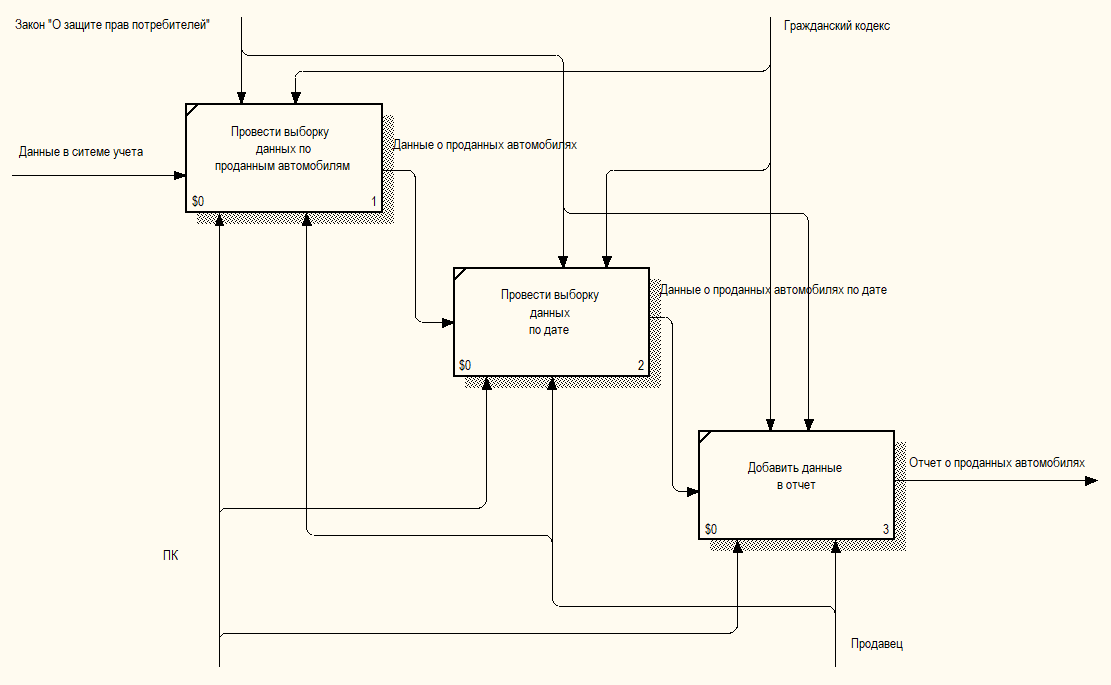 Закон "О защите прав потребителей"
Гражданский кодекс
Данные в ситеме учета
Провести выборку
данных по
проданным автомобилям
$0
1
Данные о проданных автомобилях
Провести выборку
данных
по дате
$0
2
Данные о проданных автомобилях по дате
Добавить данные
в отчет
$0
3
Отчет о проданных автомобилях
ПК
Продавец